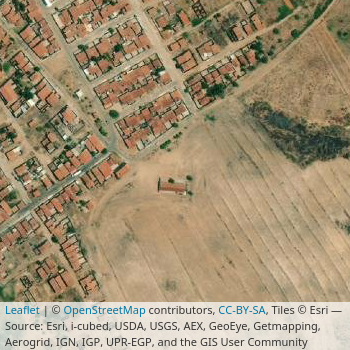 Leaflet | © OpenStreetMap contributors, CC-BY-SA, Tiles © Esri —
Source: Esri, i-cubed, USDA, USGS, AEX, GeoEye, Getmapping,
Aerogrid, IGN, IGP, UPR-EGP, and the GIS User Community